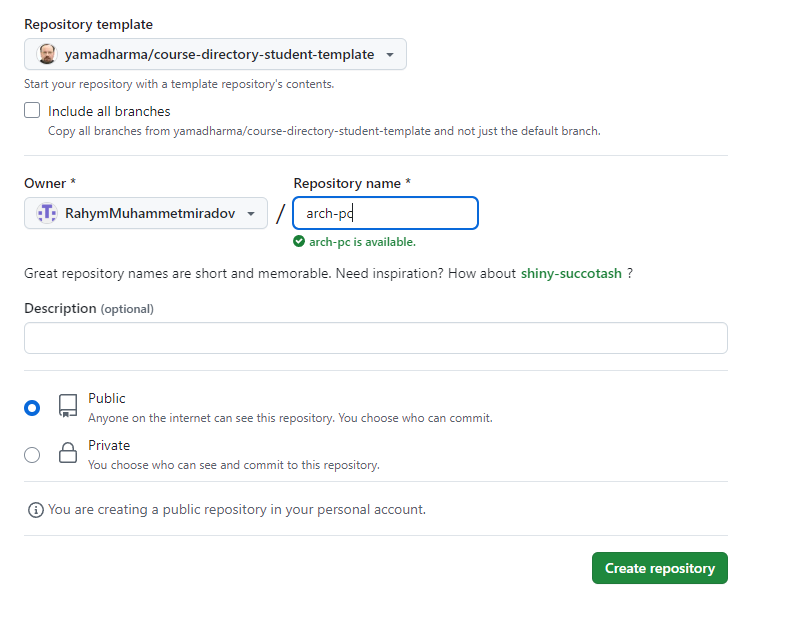 Repository template
yamadharma/course-directory-student-template
Start your repository with a template repository's contents.
Include all branches
Copy all branches from yamadharma/course-directory-student-template and not just the default branch.
Owner * Repository name *
RahymMuhammetmiradov / arch-pc
arch-pc is available.
Great repository names are short and memorable. Need inspiration? How about shiny-succotash ?
Description (optional)
Public
Anyone on the internet can see this repository. You choose who can commit.
Private
You choose who can see and commit to this repository.
You are creating a public repository in your personal account.
Create repository